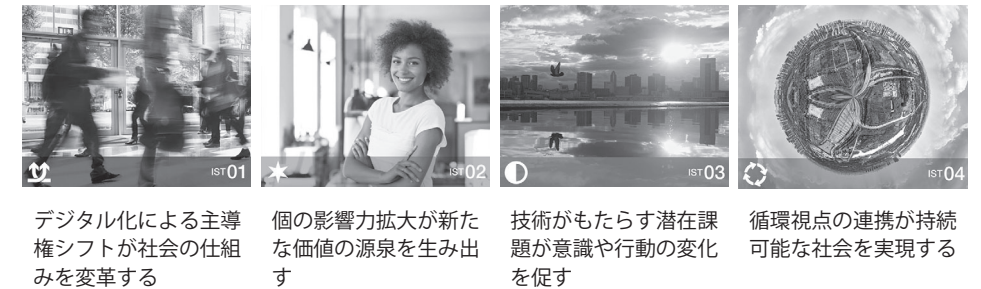 IST01
IST02
IST03
IST04
デジタル化による主導
権シフトが社会の仕組
みを変革する
個の影響力拡大が新た
な価値の源泉を生み出
す
技術がもたらす潜在課
題が意識や行動の変化
を促す
循環視点の連携が持続
可能な社会を実現する